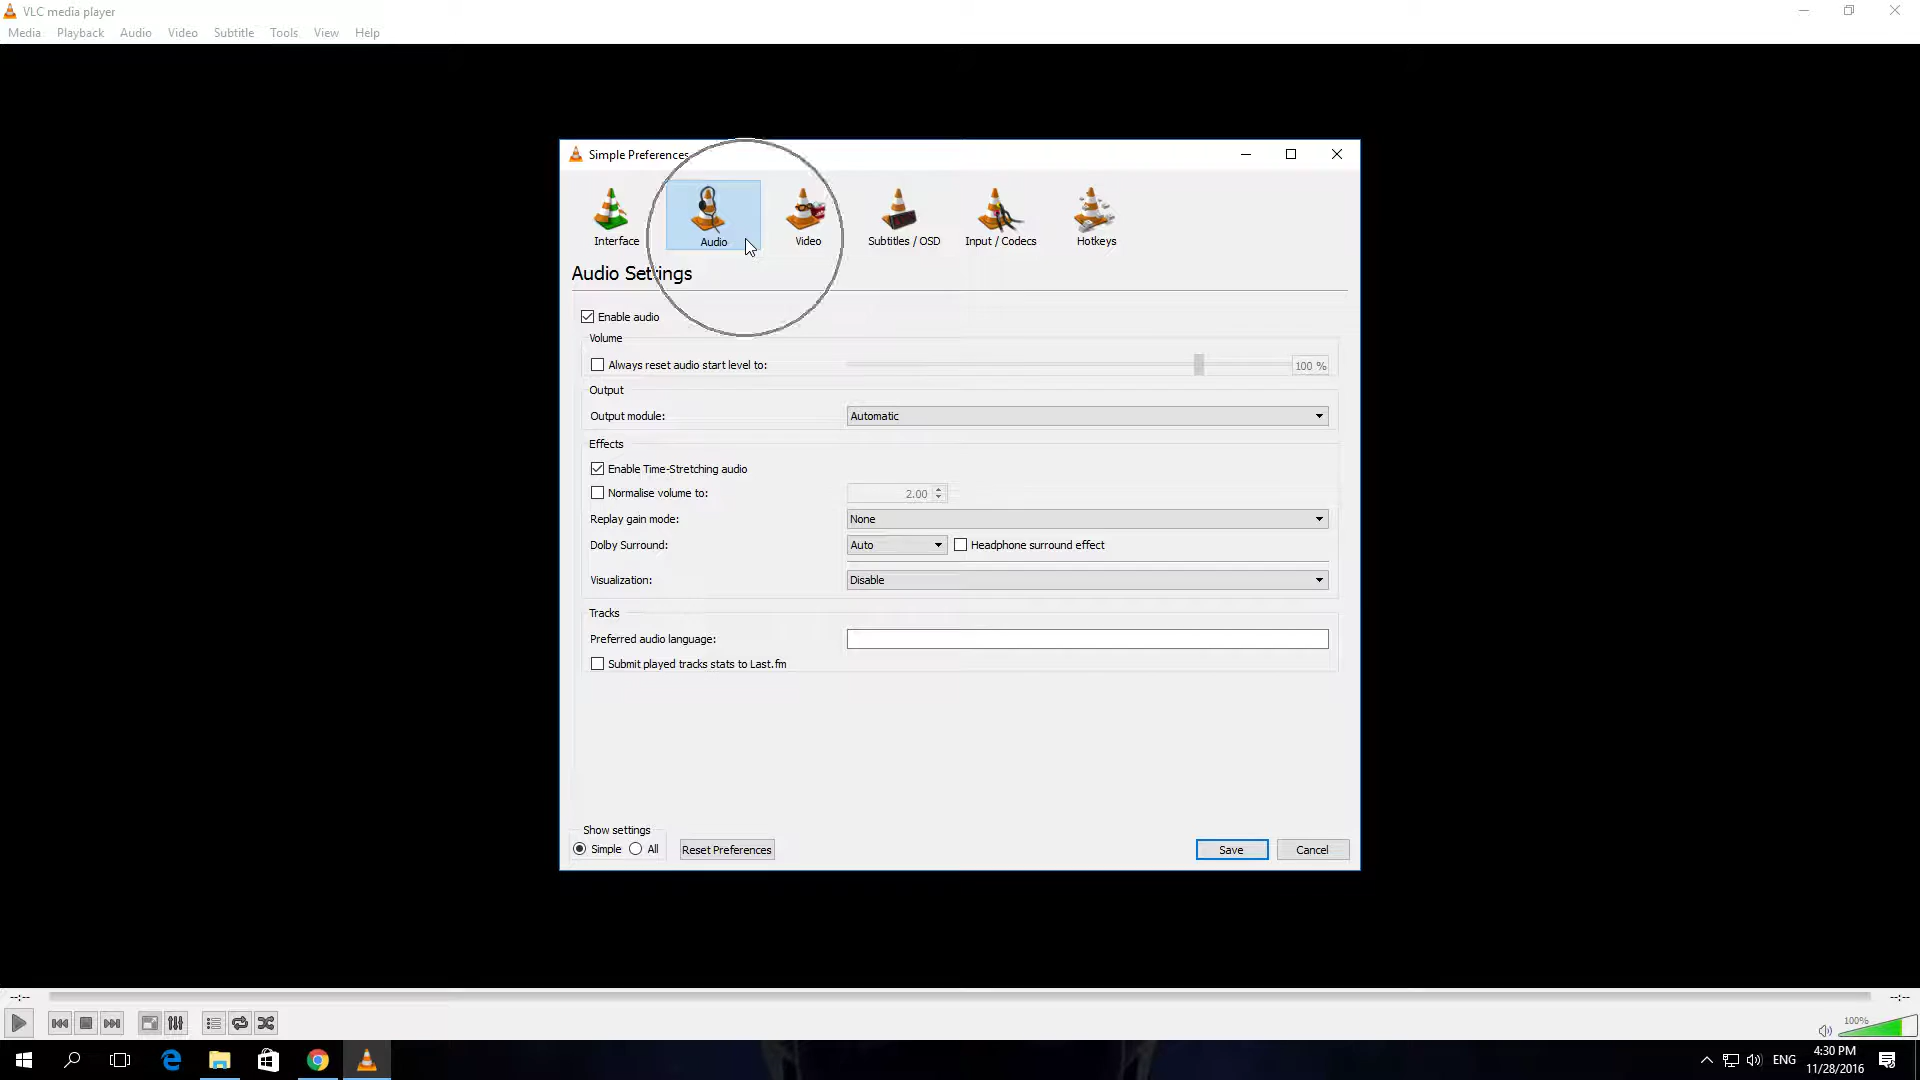 VLC media player
Media Playback Audio Video Subtitle Tools View Help
Simple Preferences
Interface Audio Video Subtitles / OSD Input / Codecs Hotkeys
Audio Settings
Enable audio
Volume
Always reset audio start level to: 100 %
Output
Output module: Automatic
Effects
Enable Time-Stretching audio
Normalise volume to: 2.00
Replay gain mode: None
Dolby Surround: Auto Headphone surround effect
Visualization: Disable
Tracks
Preferred audio language:
Submit played tracks stats to Last.fm
Show settings
Simple All Reset Preferences Save Cancel
--:-- --:--
100%
ENG 4:30 PM
11/28/2016